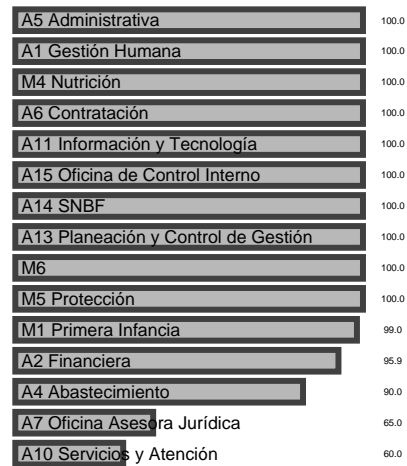 A5 Administrativa 100.0
A1 Gestión Humana 100.0
M4 Nutrición 100.0
A6 Contratación 100.0
A11 Información y Tecnología 100.0
A15 Oficina de Control Interno 100.0
A14 SNBF 100.0
A13 Planeación y Control de Gestión 100.0
M6 100.0
M5 Protección 100.0
M1 Primera Infancia 99.0
A2 Financiera 95.9
A4 Abastecimiento 90.0
A7 Oficina Asesora Jurídica 65.0
A10 Servicios y Atención 60.0